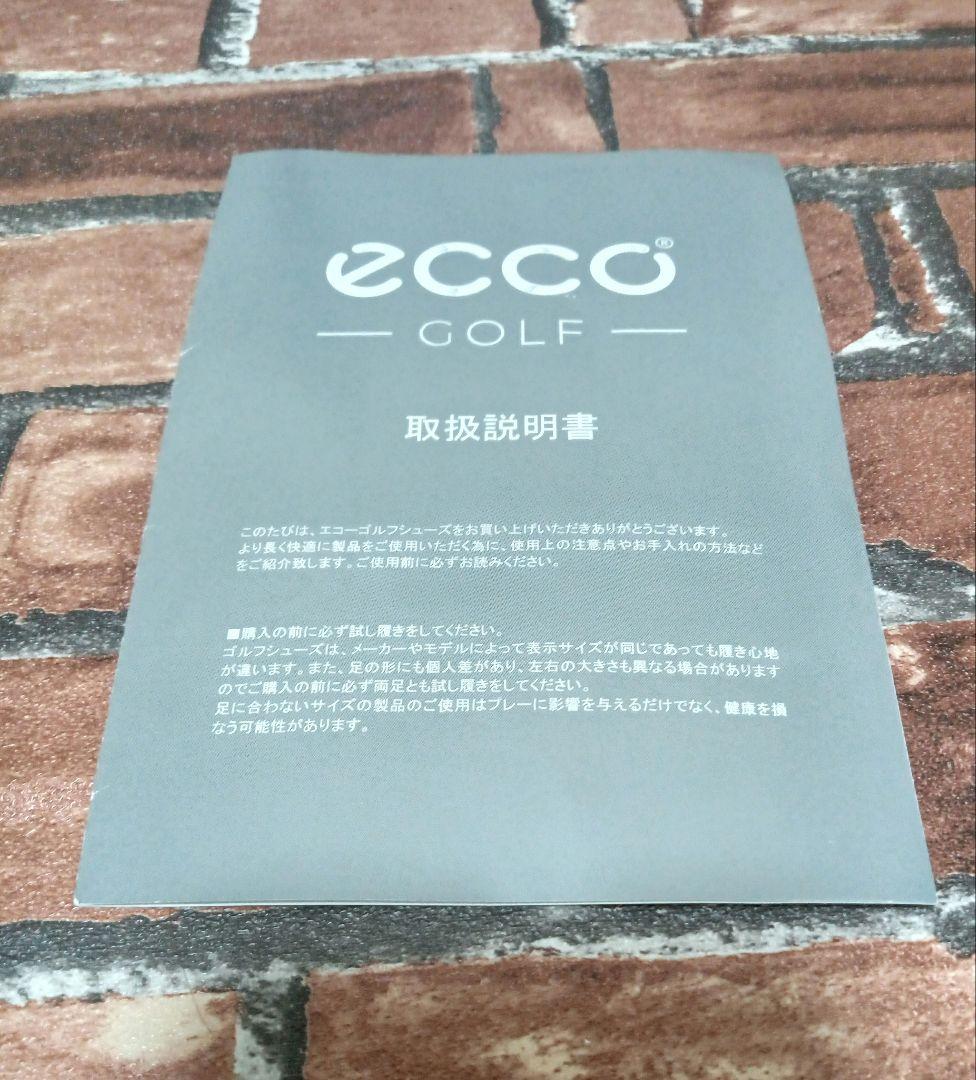 ecco®
GOLF
取扱説明書
このたびは、エコーゴルフシューズをお買い上げいただきありがとうございます。
より長く快適に製品をご使用いただく為に、使用上の注意点やお手入れの方法など
をご紹介致します。ご使用前に必ずお読みください。
■購入の前に必ず試し履きをしてください。
ゴルフシューズは、メーカーやモデルによって表示サイズが同じであっても履き心地
が違います。また、足の形にも個人差があり、左右の大きさも異なる場合があります
のでご購入の前に必ず両足とも試し履きをしてください。
足に合わないサイズの製品のご使用はプレーに影響を与えるだけでなく、健康を損
なう可能性があります。